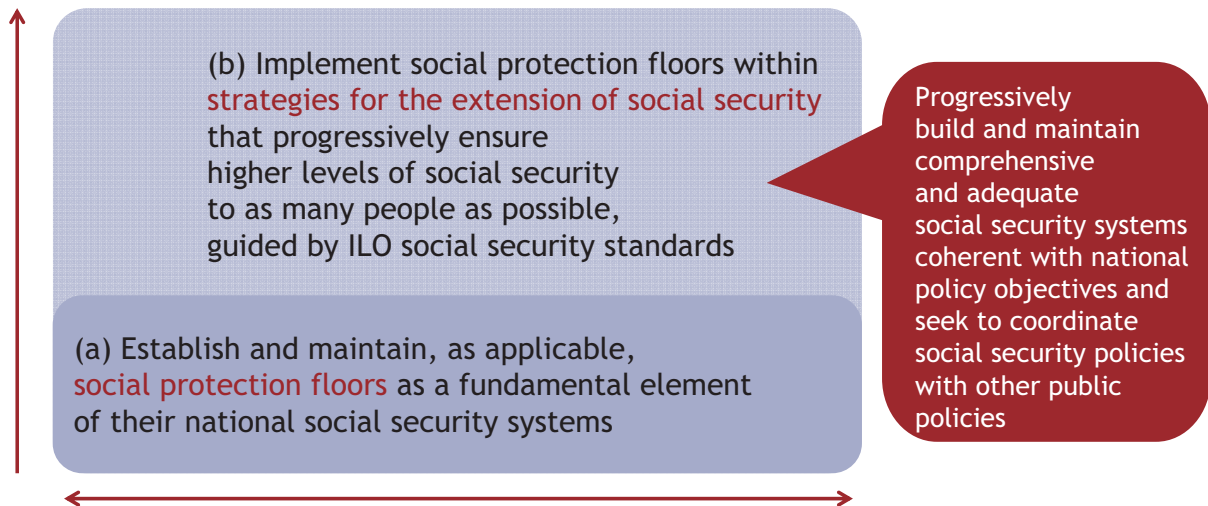 (b) Implement social protection floors within
strategies for the extension of social security
that progressively ensure
higher levels of social security
to as many people as possible,
guided by ILO social security standards
(a) Establish and maintain, as applicable,
social protection floors as a fundamental element
of their national social security systems
Progressively
build and maintain
comprehensive
and adequate
social security systems
coherent with national
policy objectives and
seek to coordinate
social security policies
with other public
policies